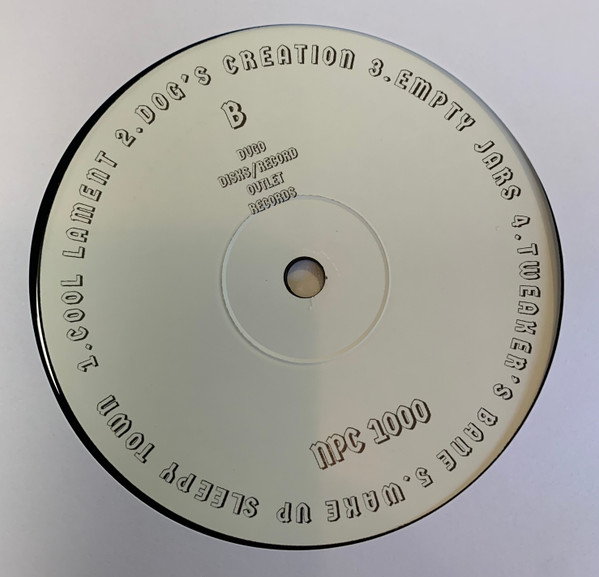 1.COOL LAMENT 2.DOG'S CREATION 3.EMPTY JARS 4.TWEAKER'S BANE 5.WAKE UP SLEEPY TOWN
B
DUGO
DISKS/RECORD
OUTLET
RECORDS
NPC 1000